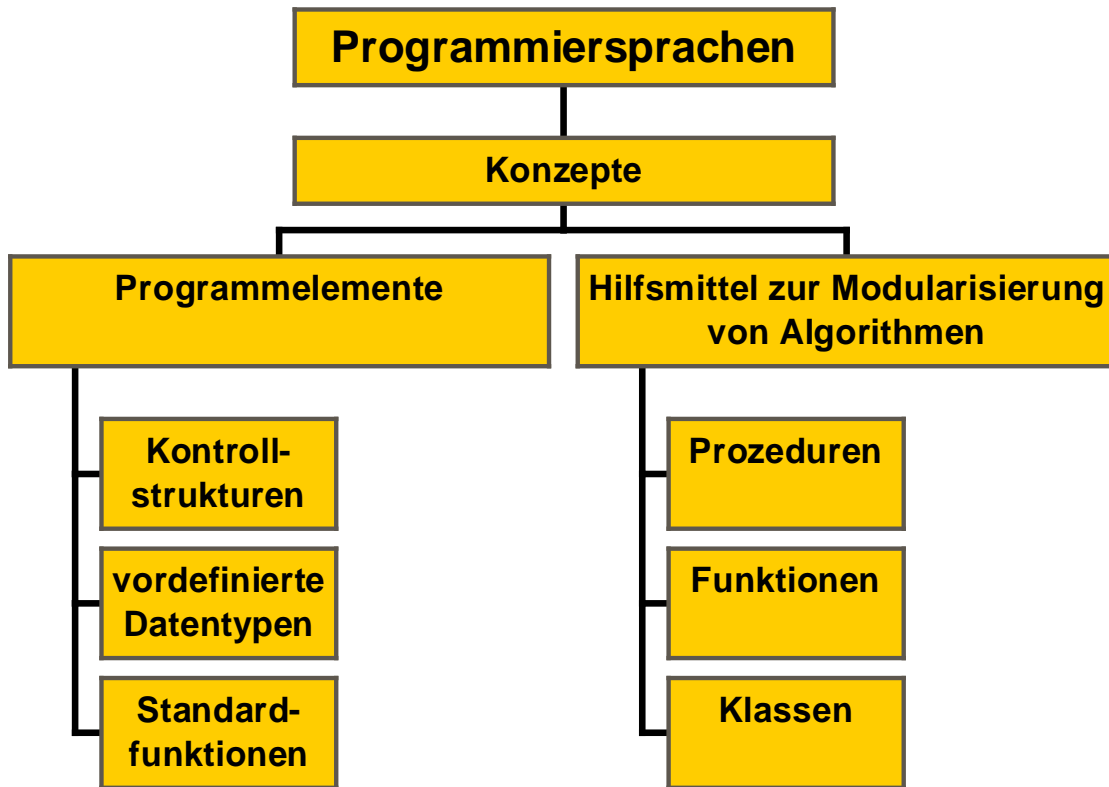 Programmiersprachen
Konzepte
Programmelemente
Hilfsmittel zur Modularisierung
von Algorithmen
Kontroll-
strukturen
vordefinierte
Datentypen
Standard-
funktionen
Prozeduren
Funktionen
Klassen